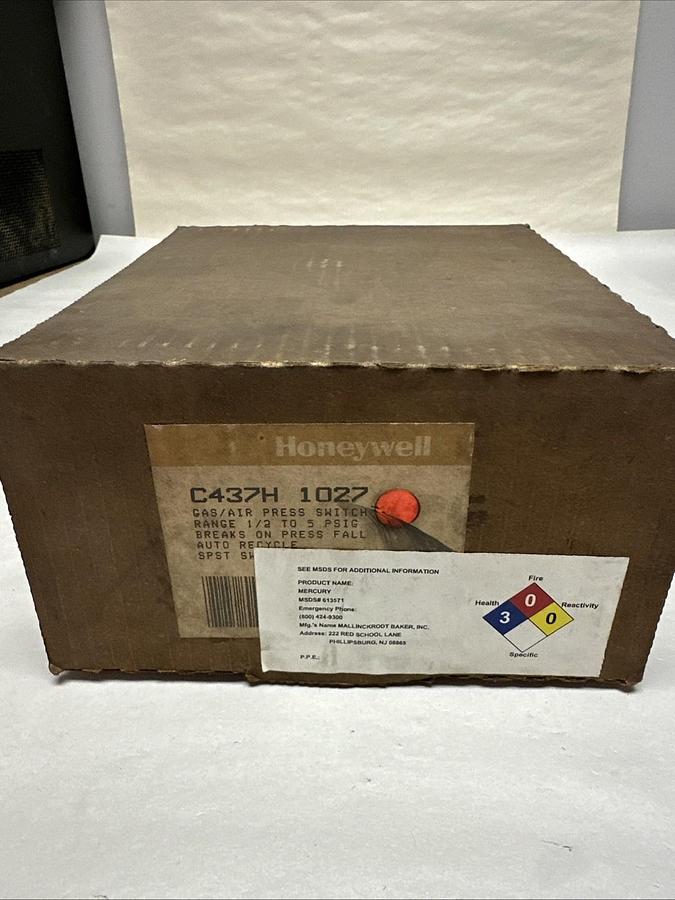 Honeywell
C437H 1027
GAS/AIR PRESS SWITCH
RANGE 1/2 TO 5 PSIG
BREAKS ON PRESS FALL
AUTO RECYCLE
SPST
SEE MSDS FOR ADDITIONAL INFORMATION
PRODUCT NAME:
MERCURY
MSDS# 613571
Emergency Phone:
(800) 424-9300
Mfg.'s Name MALLINCKRODT BAKER, INC.
Address: 222 RED SCHOOL LANE
PHILLIPSBURG, NJ 08865
P.P.E.:
Fire
Health
Reactivity
0
3
0
Specific